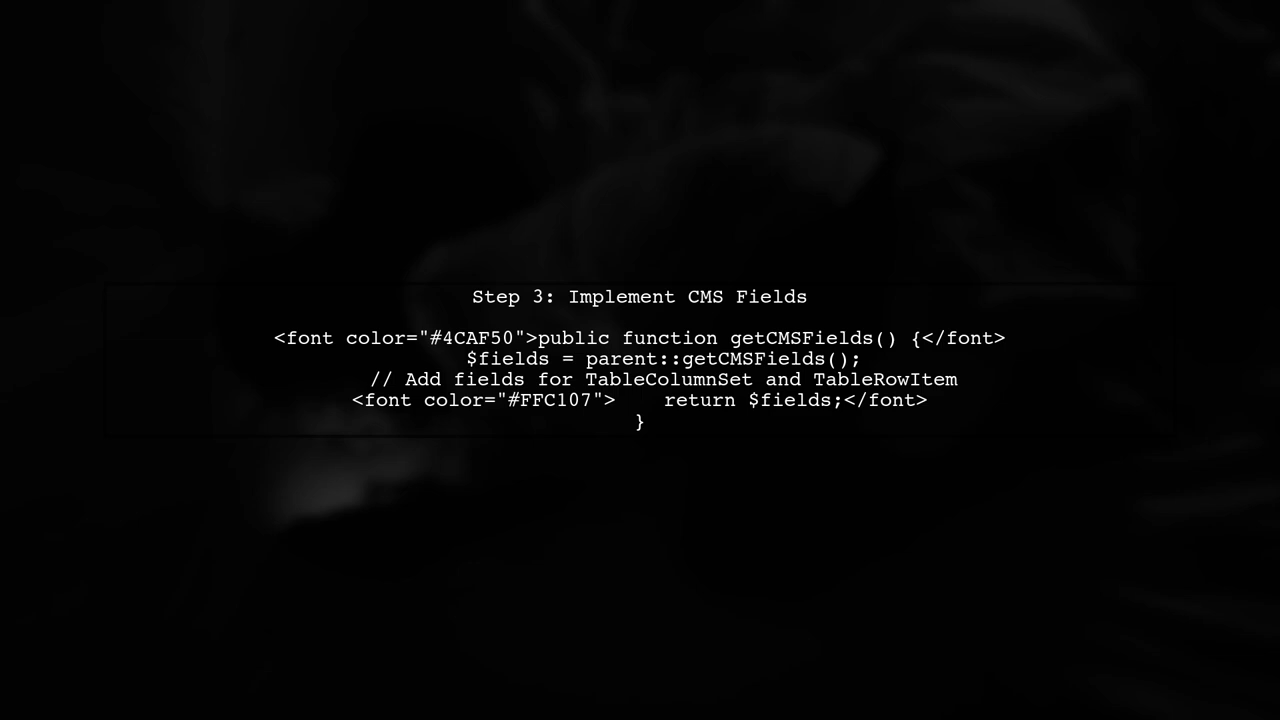 Step 3: Implement CMS Fields
<font color="#4CAF50">public function getCMSFields() {</font>
$fields = parent::getCMSFields();
// Add fields for TableColumnSet and TableRowItem
<font color="#FFC107">    return $fields;</font>
}